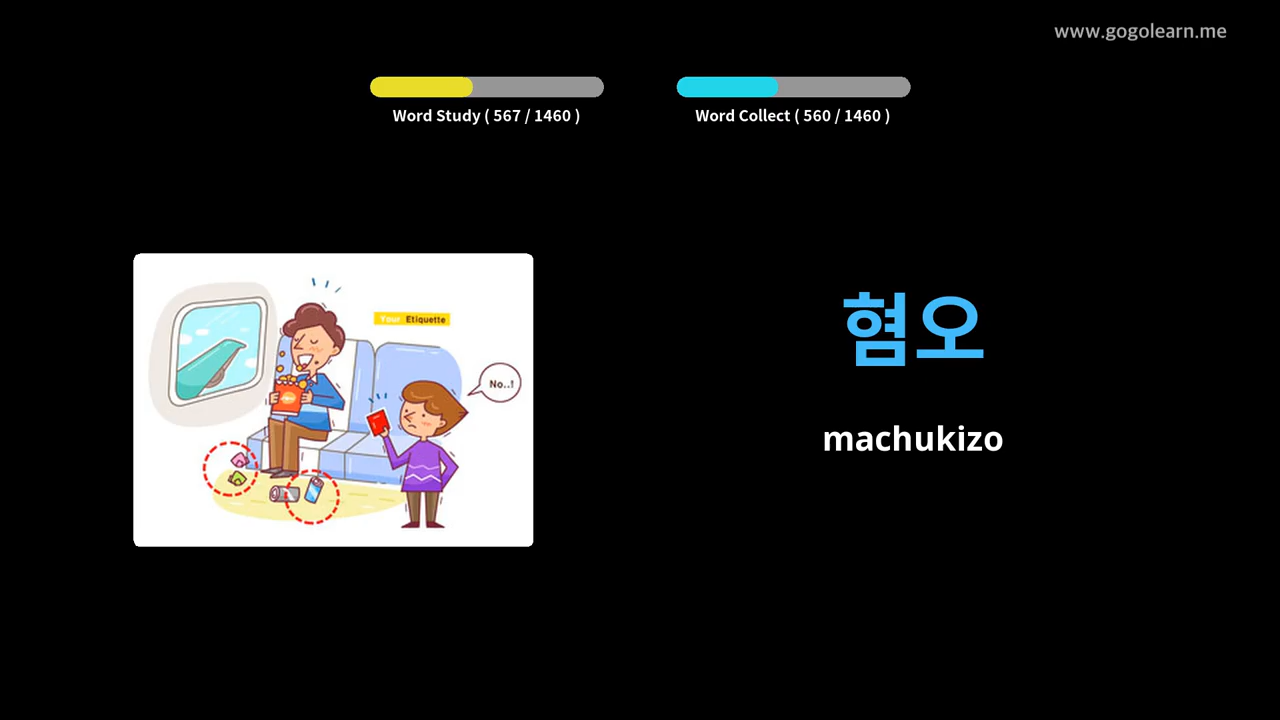 www.gogolearn.me
Word Study ( 567 / 1460 )
Word Collect ( 560 / 1460 )
Your Etiquette
No..!
혐오
machukizo